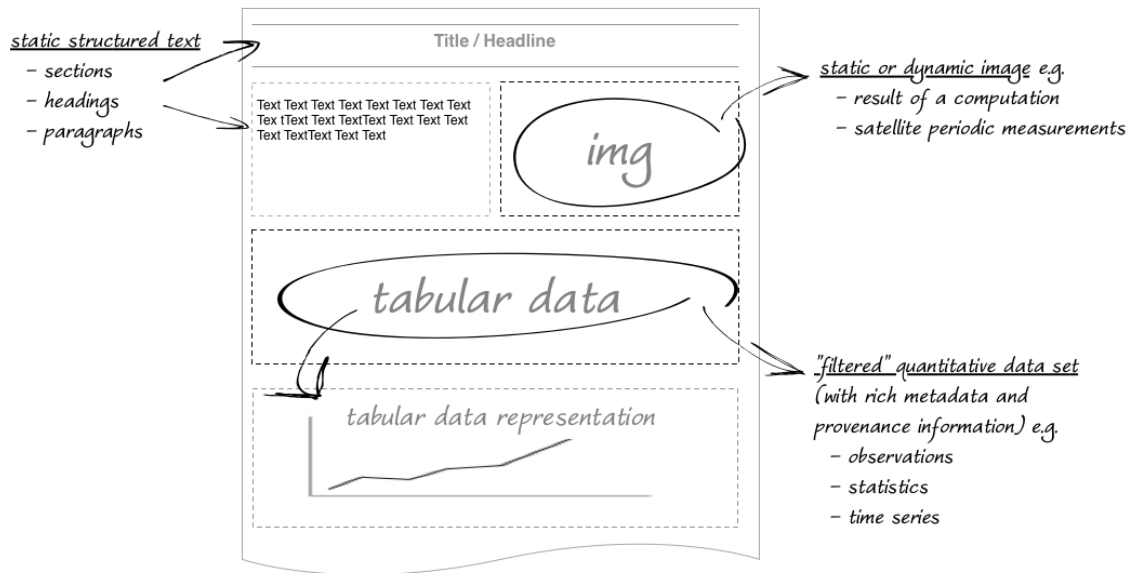 static structured text
– sections
– headings
– paragraphs
Title / Headline
Text Text Text Text Text Text Text Text
Tex tText Text TextText Text Text Text
Text TextText Text Text
img
static or dynamic image e.g.
– result of a computation
– satellite periodic measurements
tabular data
"filtered" quantitative data set
(with rich metadata and
provenance information) e.g.
– observations
– statistics
– time series
tabular data representation